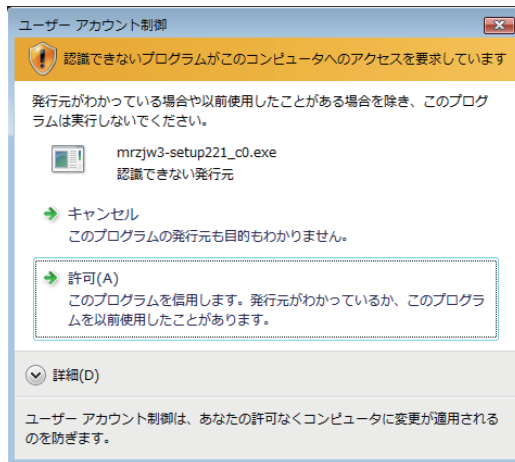 ユーザー アカウント制御
認識できないプログラムがこのコンピュータへのアクセスを要求しています
発行元がわかっている場合や以前使用したことがある場合を除き、このプログ
ラムは実行しないでください。
mrzjw3-setup221_c0.exe
認識できない発行元
キャンセル
このプログラムの発行元も目的もわかりません。
許可(A)
このプログラムを信用します。発行元がわかっているか、このプログラ
ムを以前使用したことがあります。
詳細(D)
ユーザー アカウント制御は、あなたの許可なくコンピュータに変更が適用される
のを防ぎます。